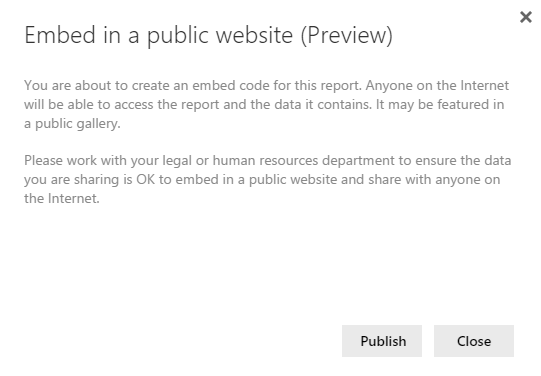 Embed in a public website (Preview)
You are about to create an embed code for this report. Anyone on the Internet
will be able to access the report and the data it contains. It may be featured in
a public gallery.
Please work with your legal or human resources department to ensure the data
you are sharing is OK to embed in a public website and share with anyone on
the Internet.
Publish
Close